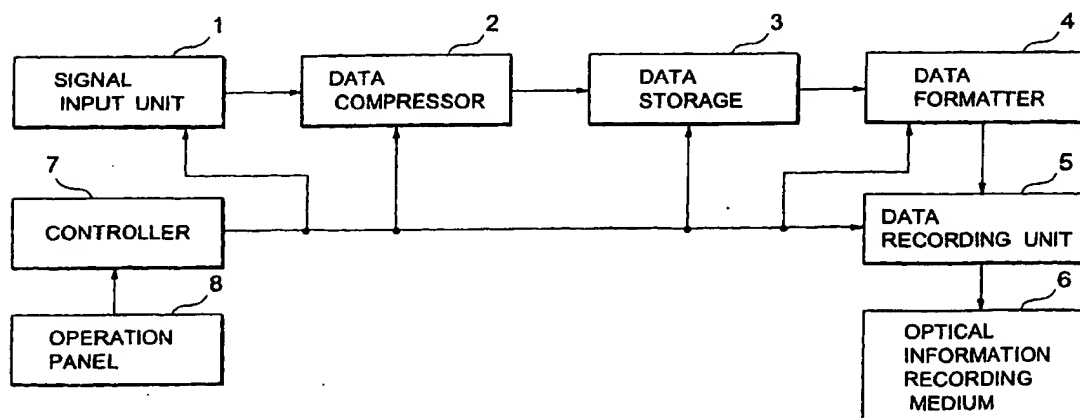 1
SIGNAL
INPUT UNIT
2
DATA
COMPRESSOR
3
DATA
STORAGE
4
DATA
FORMATTER
7
CONTROLLER
5
DATA
RECORDING UNIT
8
OPERATION
PANEL
6
OPTICAL
INFORMATION
RECORDING
MEDIUM